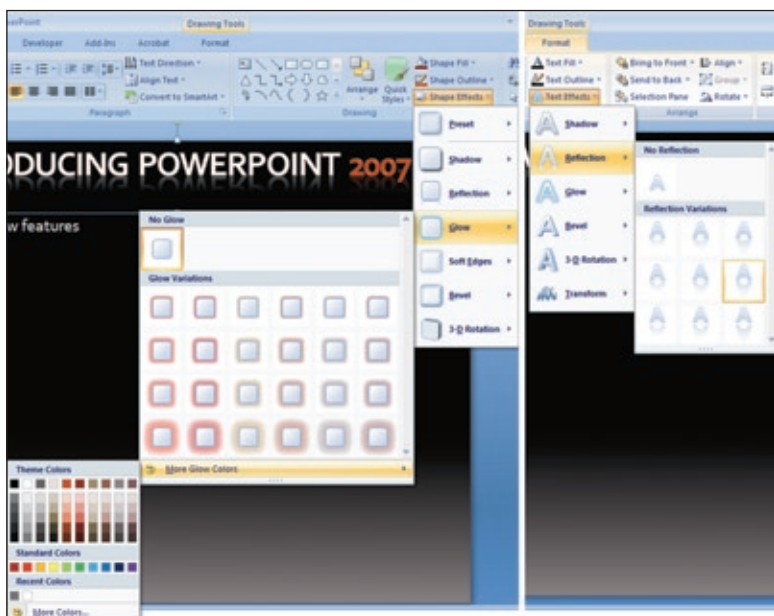 werPoint
Drawing Tools
Developer Add-Ins Acrobat Format
Text Direction
Align Text
Convert to SmartArt
Paragraph
Arrange
Quick Styles
Shape Fill
Shape Outline
Shape Effects
Drawing
ODUCING POWERPOINT 2007
w features
Preset
Shadow
Reflection
Glow
Soft Edges
Bevel
3-D Rotation
No Glow
Glow Variations
More Glow Colors
Theme Colors
Standard Colors
Recent Colors
More Colors...
Drawing Tools
Format
Text Fill
Text Outline
Text Effects
Bring to Front
Send to Back
Selection Pane
Align
Group
Rotate
Arrange
Shadow
Reflection
Glow
Bevel
3-D Rotation
Transform
No Reflection
Reflection Variations